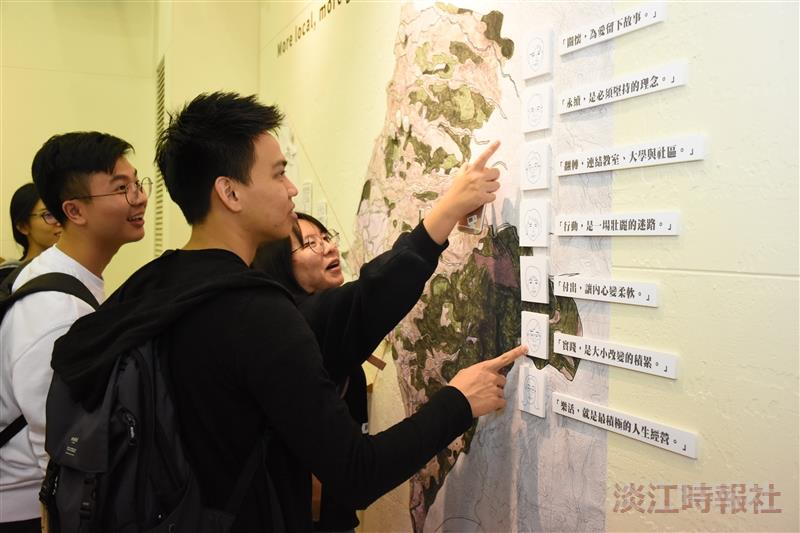 More local, more
「關懷，為愛留下故事。」
「永續，是必須堅持的理念。」
「翻轉，連結教室、大學與社區。」
「行動，是一場壯麗的迷路。」
「付出，讓內心變柔軟。」
「實踐，是大小改變的積累。」
「樂活，就是最積極的人生經營。」
淡江時報社